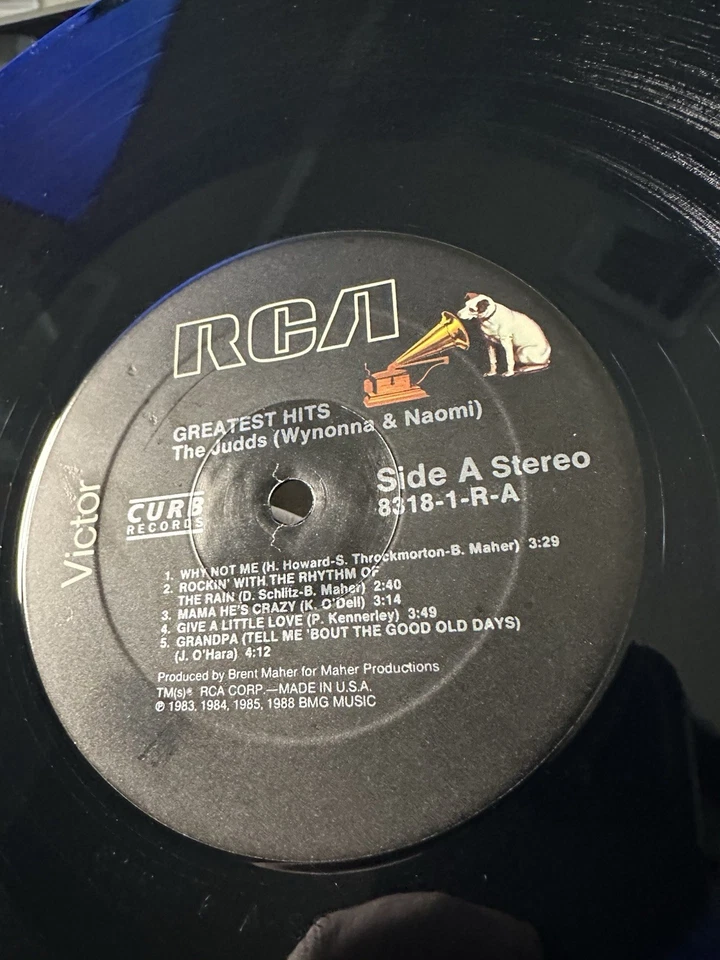 RCA
GREATEST HITS
The Judds (Wynonna & Naomi)
Side A Stereo
8318-1-R-A
Victor
CURB
RECORDS
1. WHY NOT ME (H. Howard-S. Throckmorton-B. Maher) 3:29
2. ROCKIN' WITH THE RHYTHM OF
THE RAIN (D. Schlitz-B. Maher) 2:40
3. MAMA HE'S CRAZY (K. O'Dell) 3:14
4. GIVE A LITTLE LOVE (P. Kennerley) 3:49
5. GRANDPA (TELL ME 'BOUT THE GOOD OLD DAYS)
(J. O'Hara) 4:12
Produced by Brent Maher for Maher Productions
TM(s)® RCA CORP.—MADE IN U.S.A.
℗ 1983, 1984, 1985, 1988 BMG MUSIC